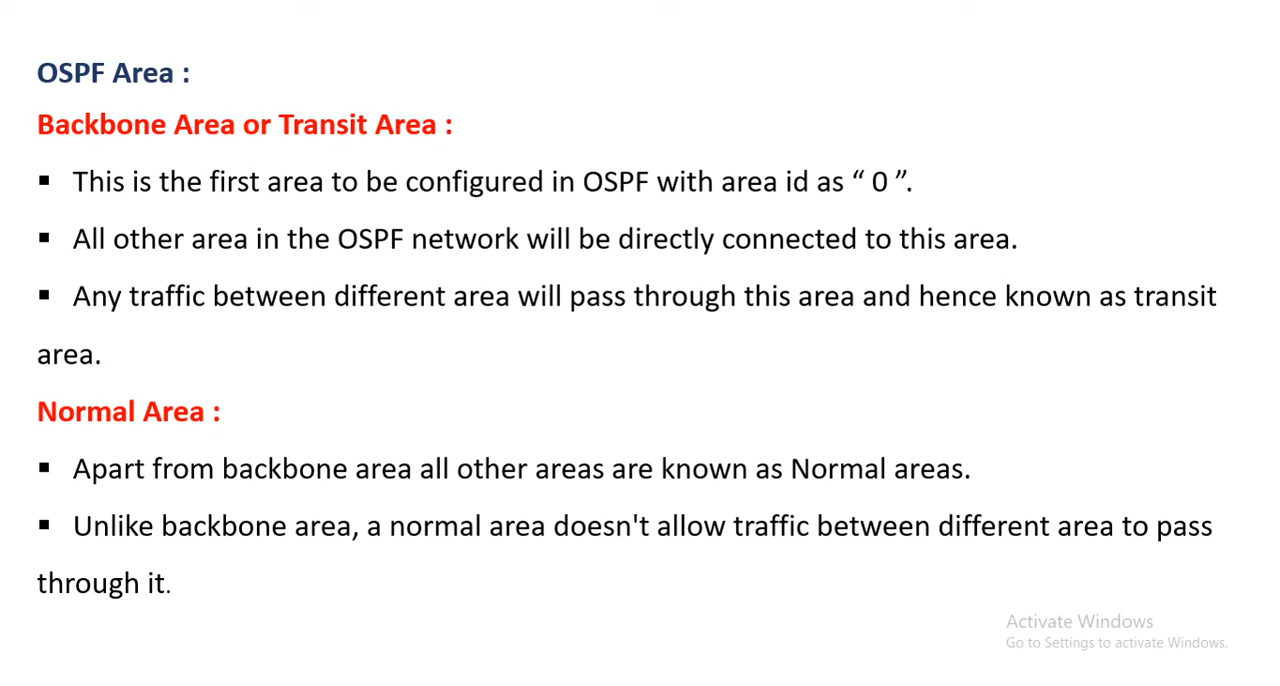 OSPF Area :
Backbone Area or Transit Area :
▪ This is the first area to be configured in OSPF with area id as “ 0 ”.
▪ All other area in the OSPF network will be directly connected to this area.
▪ Any traffic between different area will pass through this area and hence known as transit
area.
Normal Area :
▪ Apart from backbone area all other areas are known as Normal areas.
▪ Unlike backbone area, a normal area doesn't allow traffic between different area to pass
through it.
Activate Windows
Go to Settings to activate Windows.